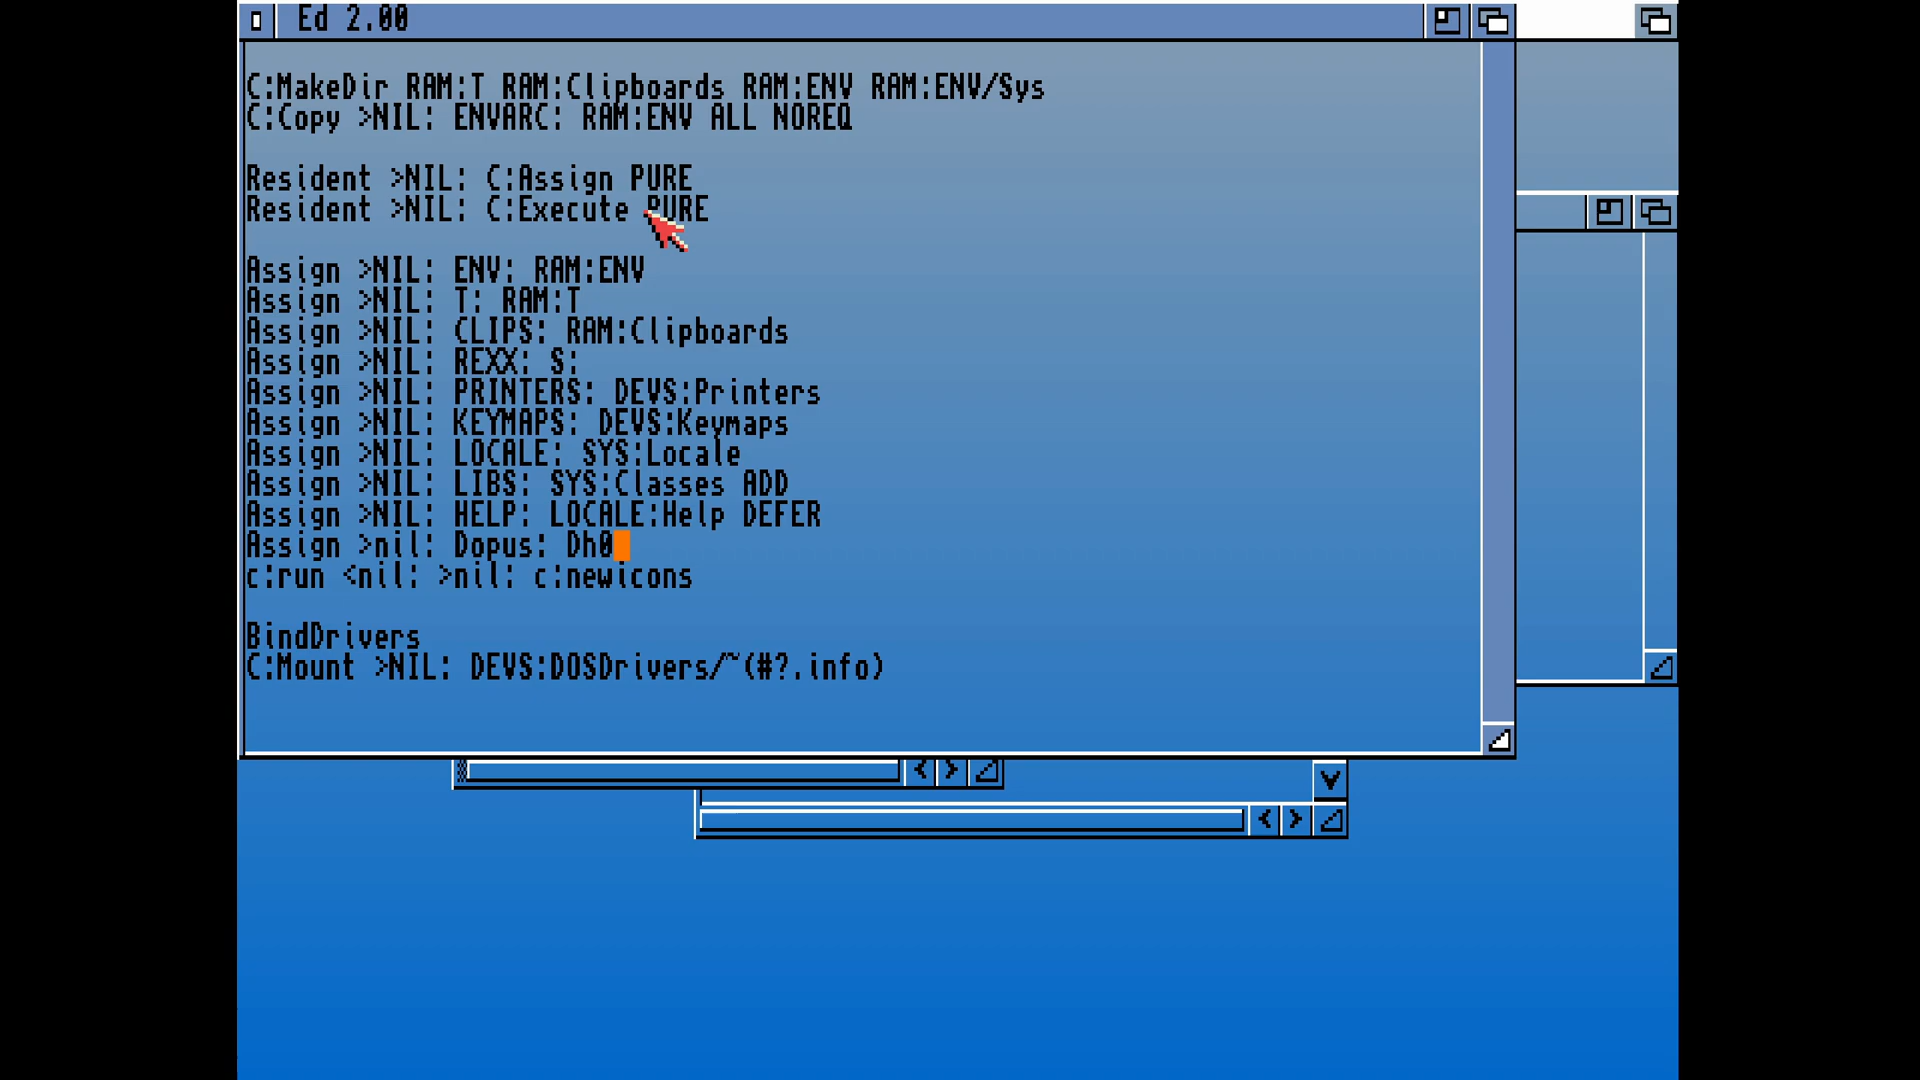 Ed 2.00
C:MakeDir RAM:T RAM:Clipboards RAM:ENV RAM:ENV/Sys
C:Copy >NIL: ENVARC: RAM:ENV ALL NOREQ
Resident >NIL: C:Assign PURE
Resident >NIL: C:Execute PURE
Assign >NIL: ENV: RAM:ENV
Assign >NIL: T: RAM:T
Assign >NIL: CLIPS: RAM:Clipboards
Assign >NIL: REXX: S:
Assign >NIL: PRINTERS: DEVS:Printers
Assign >NIL: KEYMAPS: DEVS:Keymaps
Assign >NIL: LOCALE: SYS:Locale
Assign >NIL: LIBS: SYS:Classes ADD
Assign >NIL: HELP: LOCALE:Help DEFER
Assign >nil: Dopus: Dh0
c:run <nil: >nil: c:newicons
BindDrivers
C:Mount >NIL: DEVS:DOSDrivers/~(#?.info)